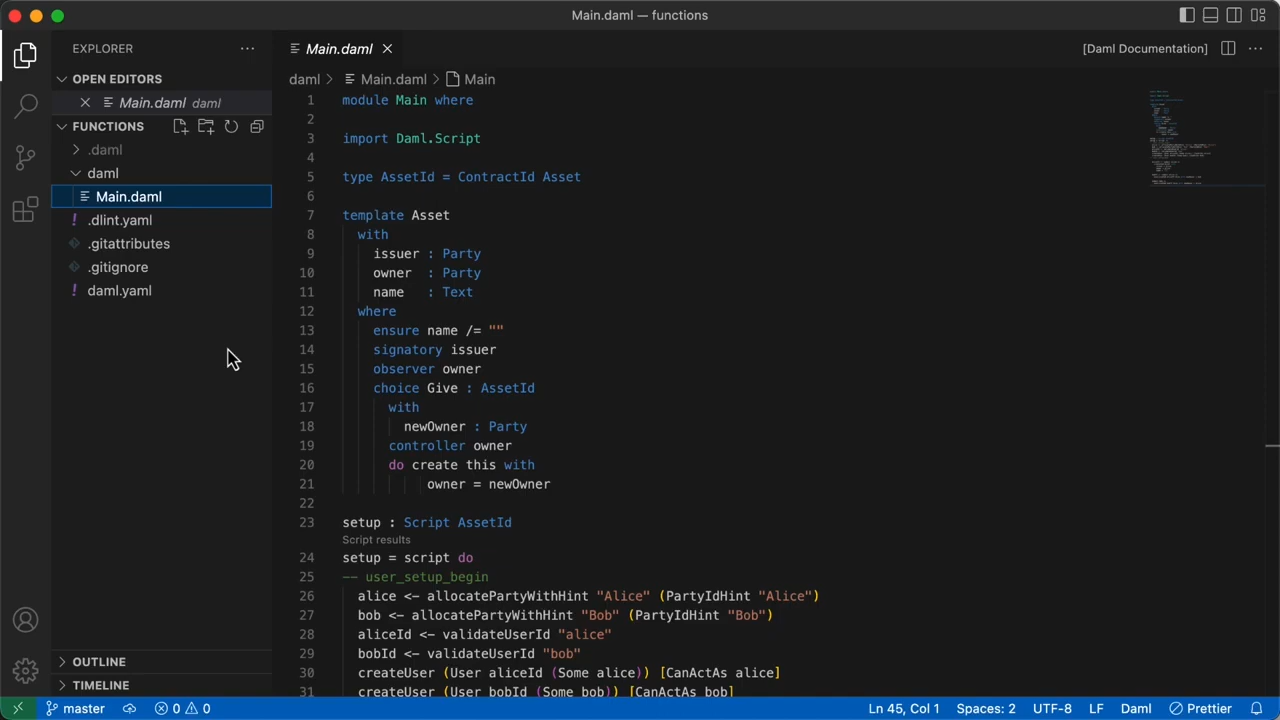 Main.daml — functions
EXPLORER
OPEN EDITORS
Main.daml daml
FUNCTIONS
.daml
daml
Main.daml
! .dlint.yaml
.gitattributes
.gitignore
! daml.yaml
OUTLINE
TIMELINE
Main.daml
[Daml Documentation]
daml > Main.daml > Main
1 module Main where
2
3 import Daml.Script
4
5 type AssetId = ContractId Asset
6
7 template Asset
8 with
9 issuer : Party
10 owner : Party
11 name : Text
12 where
13 ensure name /= ""
14 signatory issuer
15 observer owner
16 choice Give : AssetId
17 with
18 newOwner : Party
19 controller owner
20 do create this with
21 owner = newOwner
22
23 setup : Script AssetId
Script results
24 setup = script do
25 -- user_setup_begin
26 alice <- allocatePartyWithHint "Alice" (PartyIdHint "Alice")
27 bob <- allocatePartyWithHint "Bob" (PartyIdHint "Bob")
28 aliceId <- validateUserId "alice"
29 bobId <- validateUserId "bob"
30 createUser (User aliceId (Some alice)) [CanActAs alice]
31 createUser (User bobId (Some bob)) [CanActAs bob]
master 0 0 Ln 45, Col 1 Spaces: 2 UTF-8 LF Daml Prettier